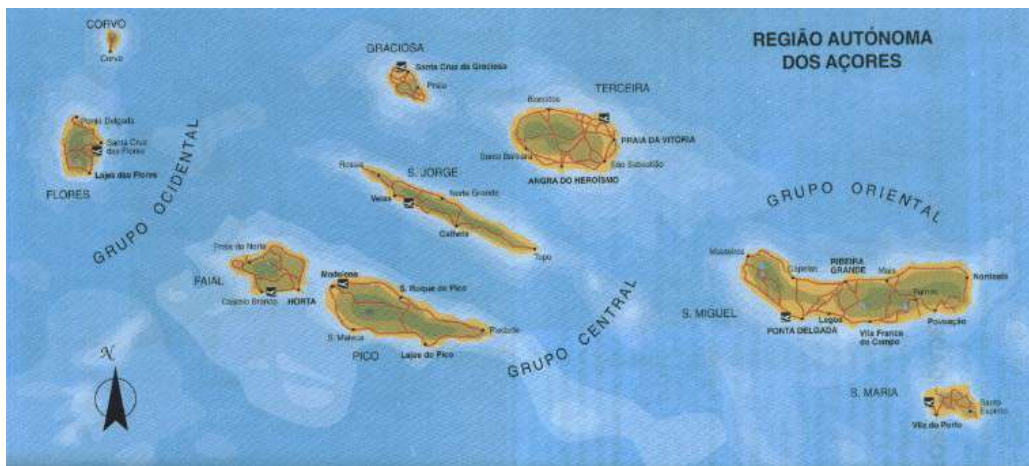 REGIÃO AUTÓNOMA
DOS AÇORES
CORVO
Corvo
Ponta Delgada
Santa Cruz
das Flores
Lajes das Flores
FLORES
GRUPO OCIDENTAL
GRACIOSA
Santa Cruz da Graciosa
Praia
TERCEIRA
Biscoitos
PRAIA DA VITÓRIA
Santa Bárbara
São Sebastião
ANGRA DO HEROÍSMO
S. JORGE
Rosais
Velas
Norte Grande
Calheta
Topo
Praia do Norte
FAIAL
Castelo Branco
HORTA
Madalena
S. Roque do Pico
S. Mateus
PICO
Lajes do Pico
Piedade
GRUPO CENTRAL
GRUPO ORIENTAL
Mosteiros
Capelas
RIBEIRA
GRANDE
Maia
Nordeste
Furnas
S. MIGUEL
PONTA DELGADA
Lagoa
Vila Franca
do Campo
Povoação
S. MARIA
Vila do Porto
Santo
Espírito
N